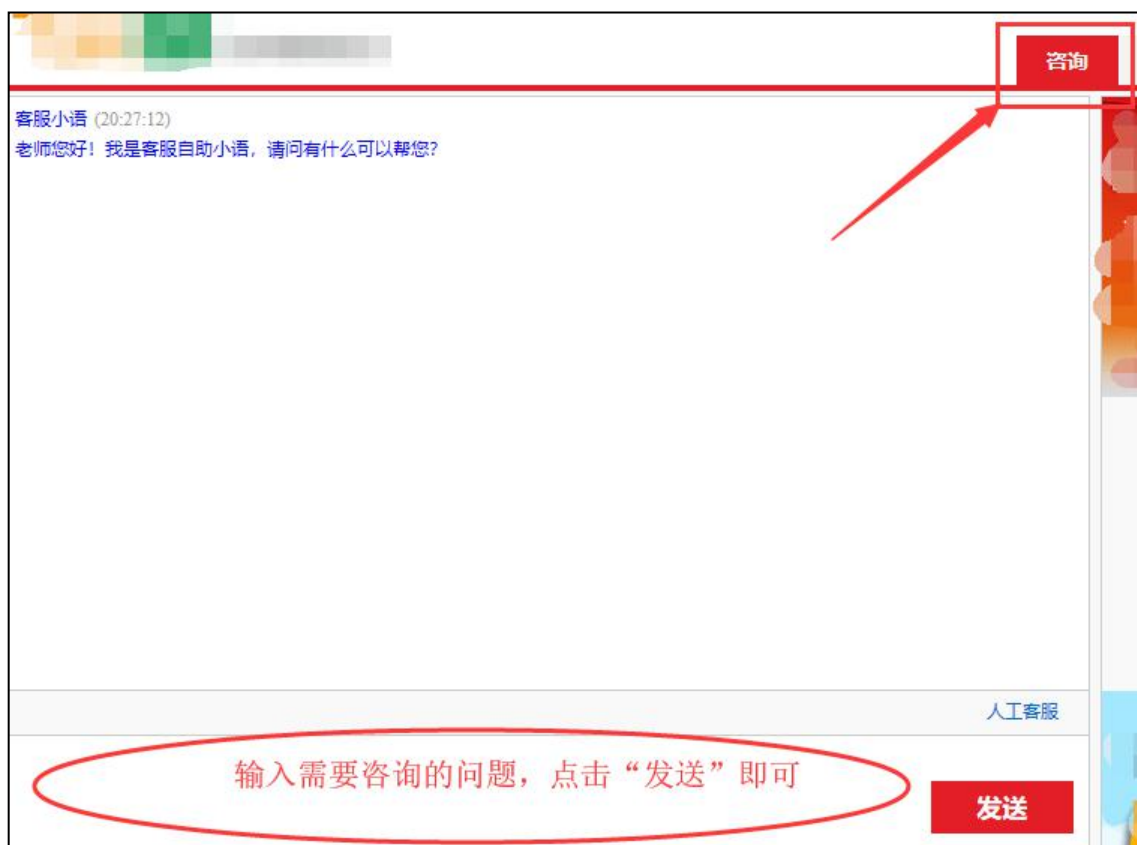 咨询
客服小语 (20:27:12)
老师您好！我是客服自助小语，请问有什么可以帮您？
人工客服
输入需要咨询的问题，点击“发送”即可
发送